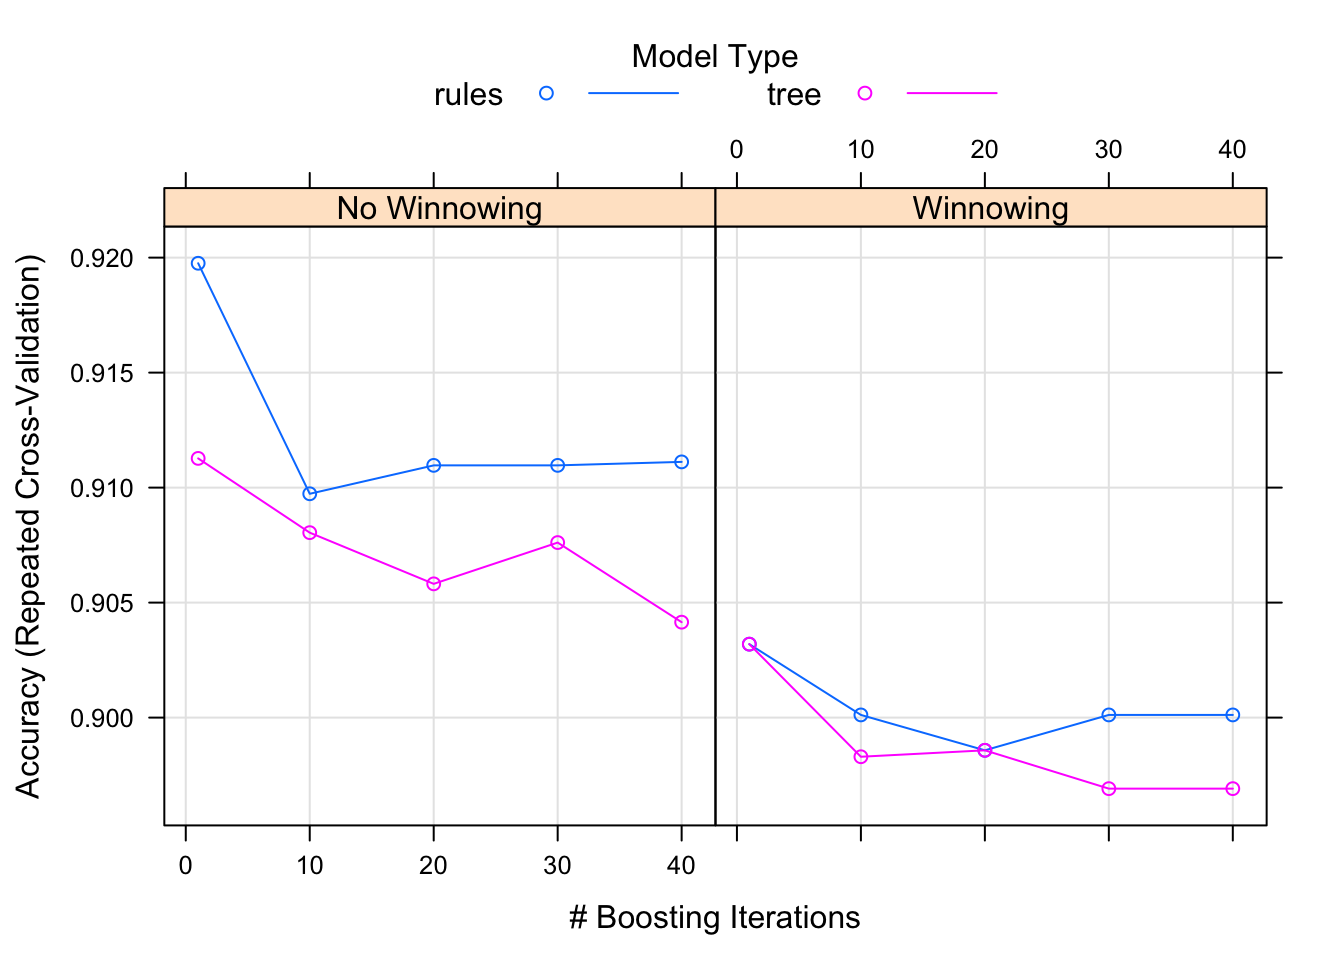 Model Type
rules tree
0 10 20 30 40
No Winnowing Winnowing
Accuracy (Repeated Cross-Validation)
0.920
0.915
0.910
0.905
0.900
0 10 20 30 40
# Boosting Iterations